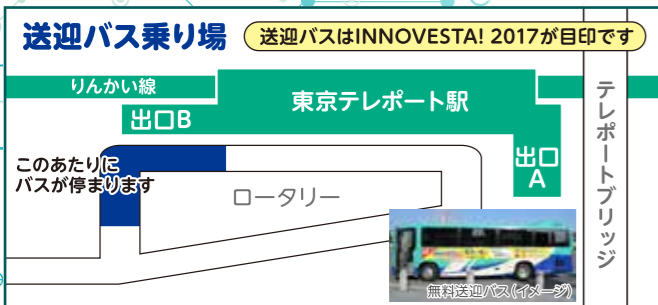 送迎バス乗り場
送迎バスはINNOVESTA! 2017が目印です
りんかい線
東京テレポート駅
出口B
出口
A
このあたりに
バスが停まります
ロータリー
テレポートブリッジ
無料送迎バス(イメージ)